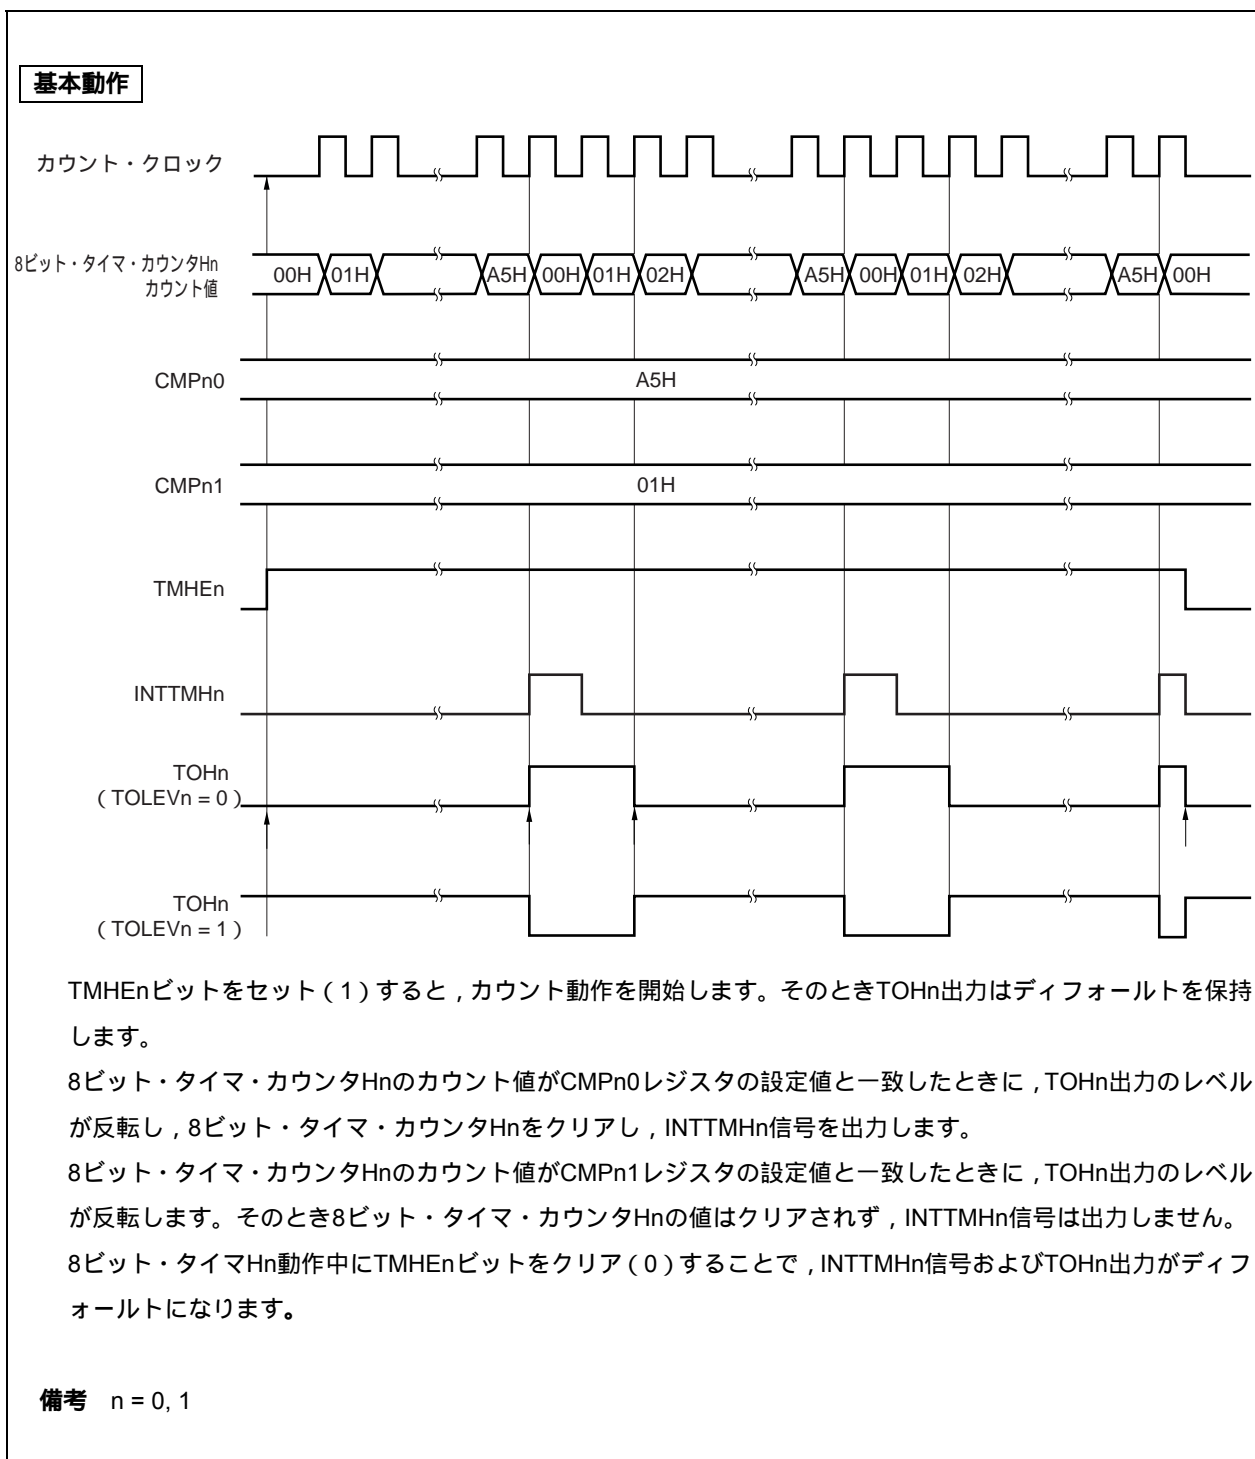 基本動作
カウント・クロック
8ビット・タイマ・カウンタHn
カウント値
00H 01H A5H 00H 01H 02H A5H 00H 01H 02H A5H 00H
CMPn0 A5H
CMPn1 01H
TMHEn
INTTMHn
TOHn
(TOLEVn = 0)
TOHn
(TOLEVn = 1)
TMHEnビットをセット(1)すると,カウント動作を開始します。そのときTOHn出力はディフォールトを保持
します。
8ビット・タイマ・カウンタHnのカウント値がCMPn0レジスタの設定値と一致したときに,TOHn出力のレベル
が反転し,8ビット・タイマ・カウンタHnをクリアし,INTTMHn信号を出力します。
8ビット・タイマ・カウンタHnのカウント値がCMPn1レジスタの設定値と一致したときに,TOHn出力のレベル
が反転します。そのとき8ビット・タイマ・カウンタHnの値はクリアされず,INTTMHn信号は出力しません。
8ビット・タイマHn動作中にTMHEnビットをクリア(0)することで,INTTMHn信号およびTOHn出力がディフ
ォールトになります。
備考 n = 0, 1